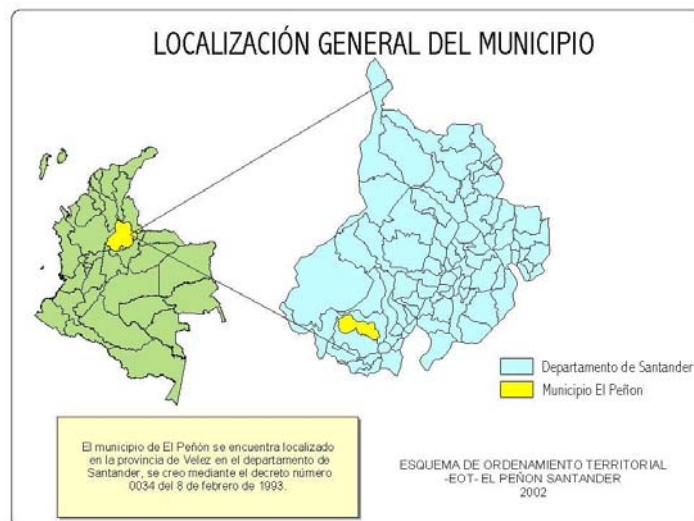 LOCALIZACIÓN GENERAL DEL MUNICIPIO
Departamento de Santander
Municipio El Peñon
El municipio de El Peñón se encuentra localizado
en la provincia de Velez en el departamento de
Santander, se creo mediante el decreto número
0034 del 8 de febrero de 1993.
ESQUEMA DE ORDENAMIENTO TERRITORIAL
-EOT- EL PEÑON SANTANDER
2002